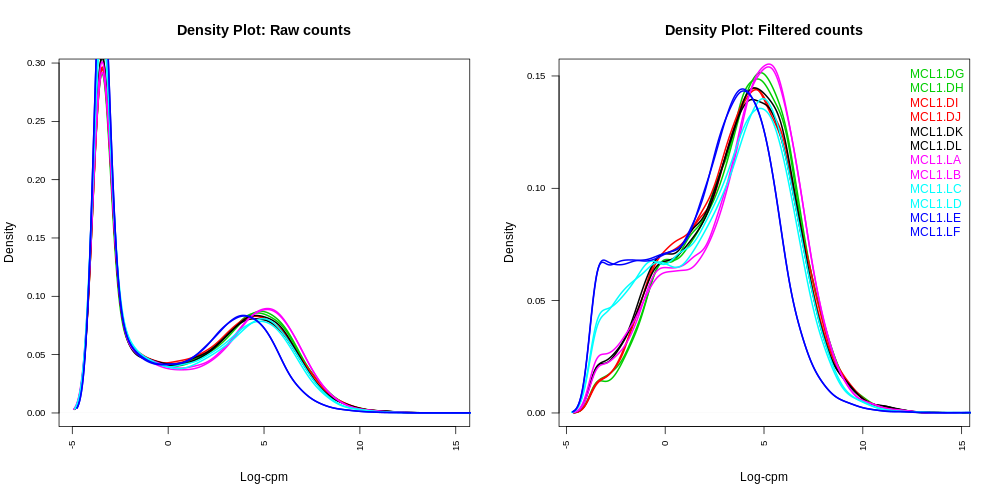 Density Plot: Raw counts
Density
0.30
0.25
0.20
0.15
0.10
0.05
0.00
-5
0
5
10
15
Log-cpm
Density Plot: Filtered counts
Density
0.15
0.10
0.05
0.00
-5
0
5
10
15
Log-cpm
MCL1.DG
MCL1.DH
MCL1.DI
MCL1.DJ
MCL1.DK
MCL1.DL
MCL1.LA
MCL1.LB
MCL1.LC
MCL1.LD
MCL1.LE
MCL1.LF